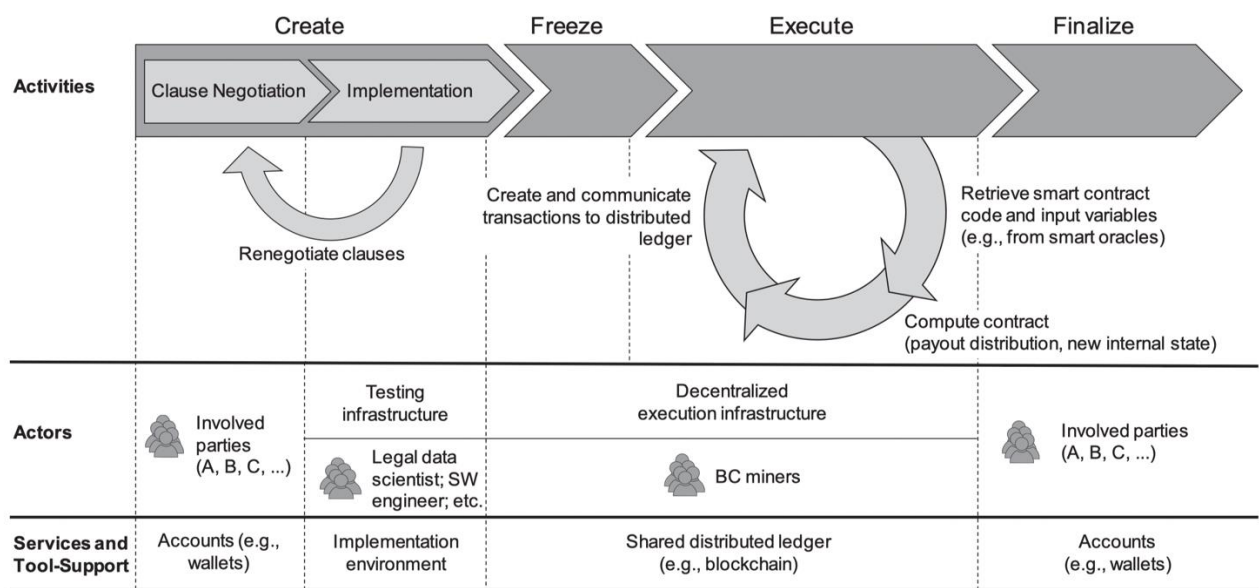 Create
Freeze
Execute
Finalize
Activities
Clause Negotiation
Implementation
Renegotiate clauses
Create and communicate
transactions to distributed
ledger
Retrieve smart contract
code and input variables
(e.g., from smart oracles)
Compute contract
(payout distribution, new internal state)
Actors
Involved
parties
(A, B, C, ...)
Testing
infrastructure
Legal data
scientist; SW
engineer; etc.
Decentralized
execution infrastructure
BC miners
Involved parties
(A, B, C, ...)
Services and
Tool-Support
Accounts (e.g.,
wallets)
Implementation
environment
Shared distributed ledger
(e.g., blockchain)
Accounts
(e.g., wallets)